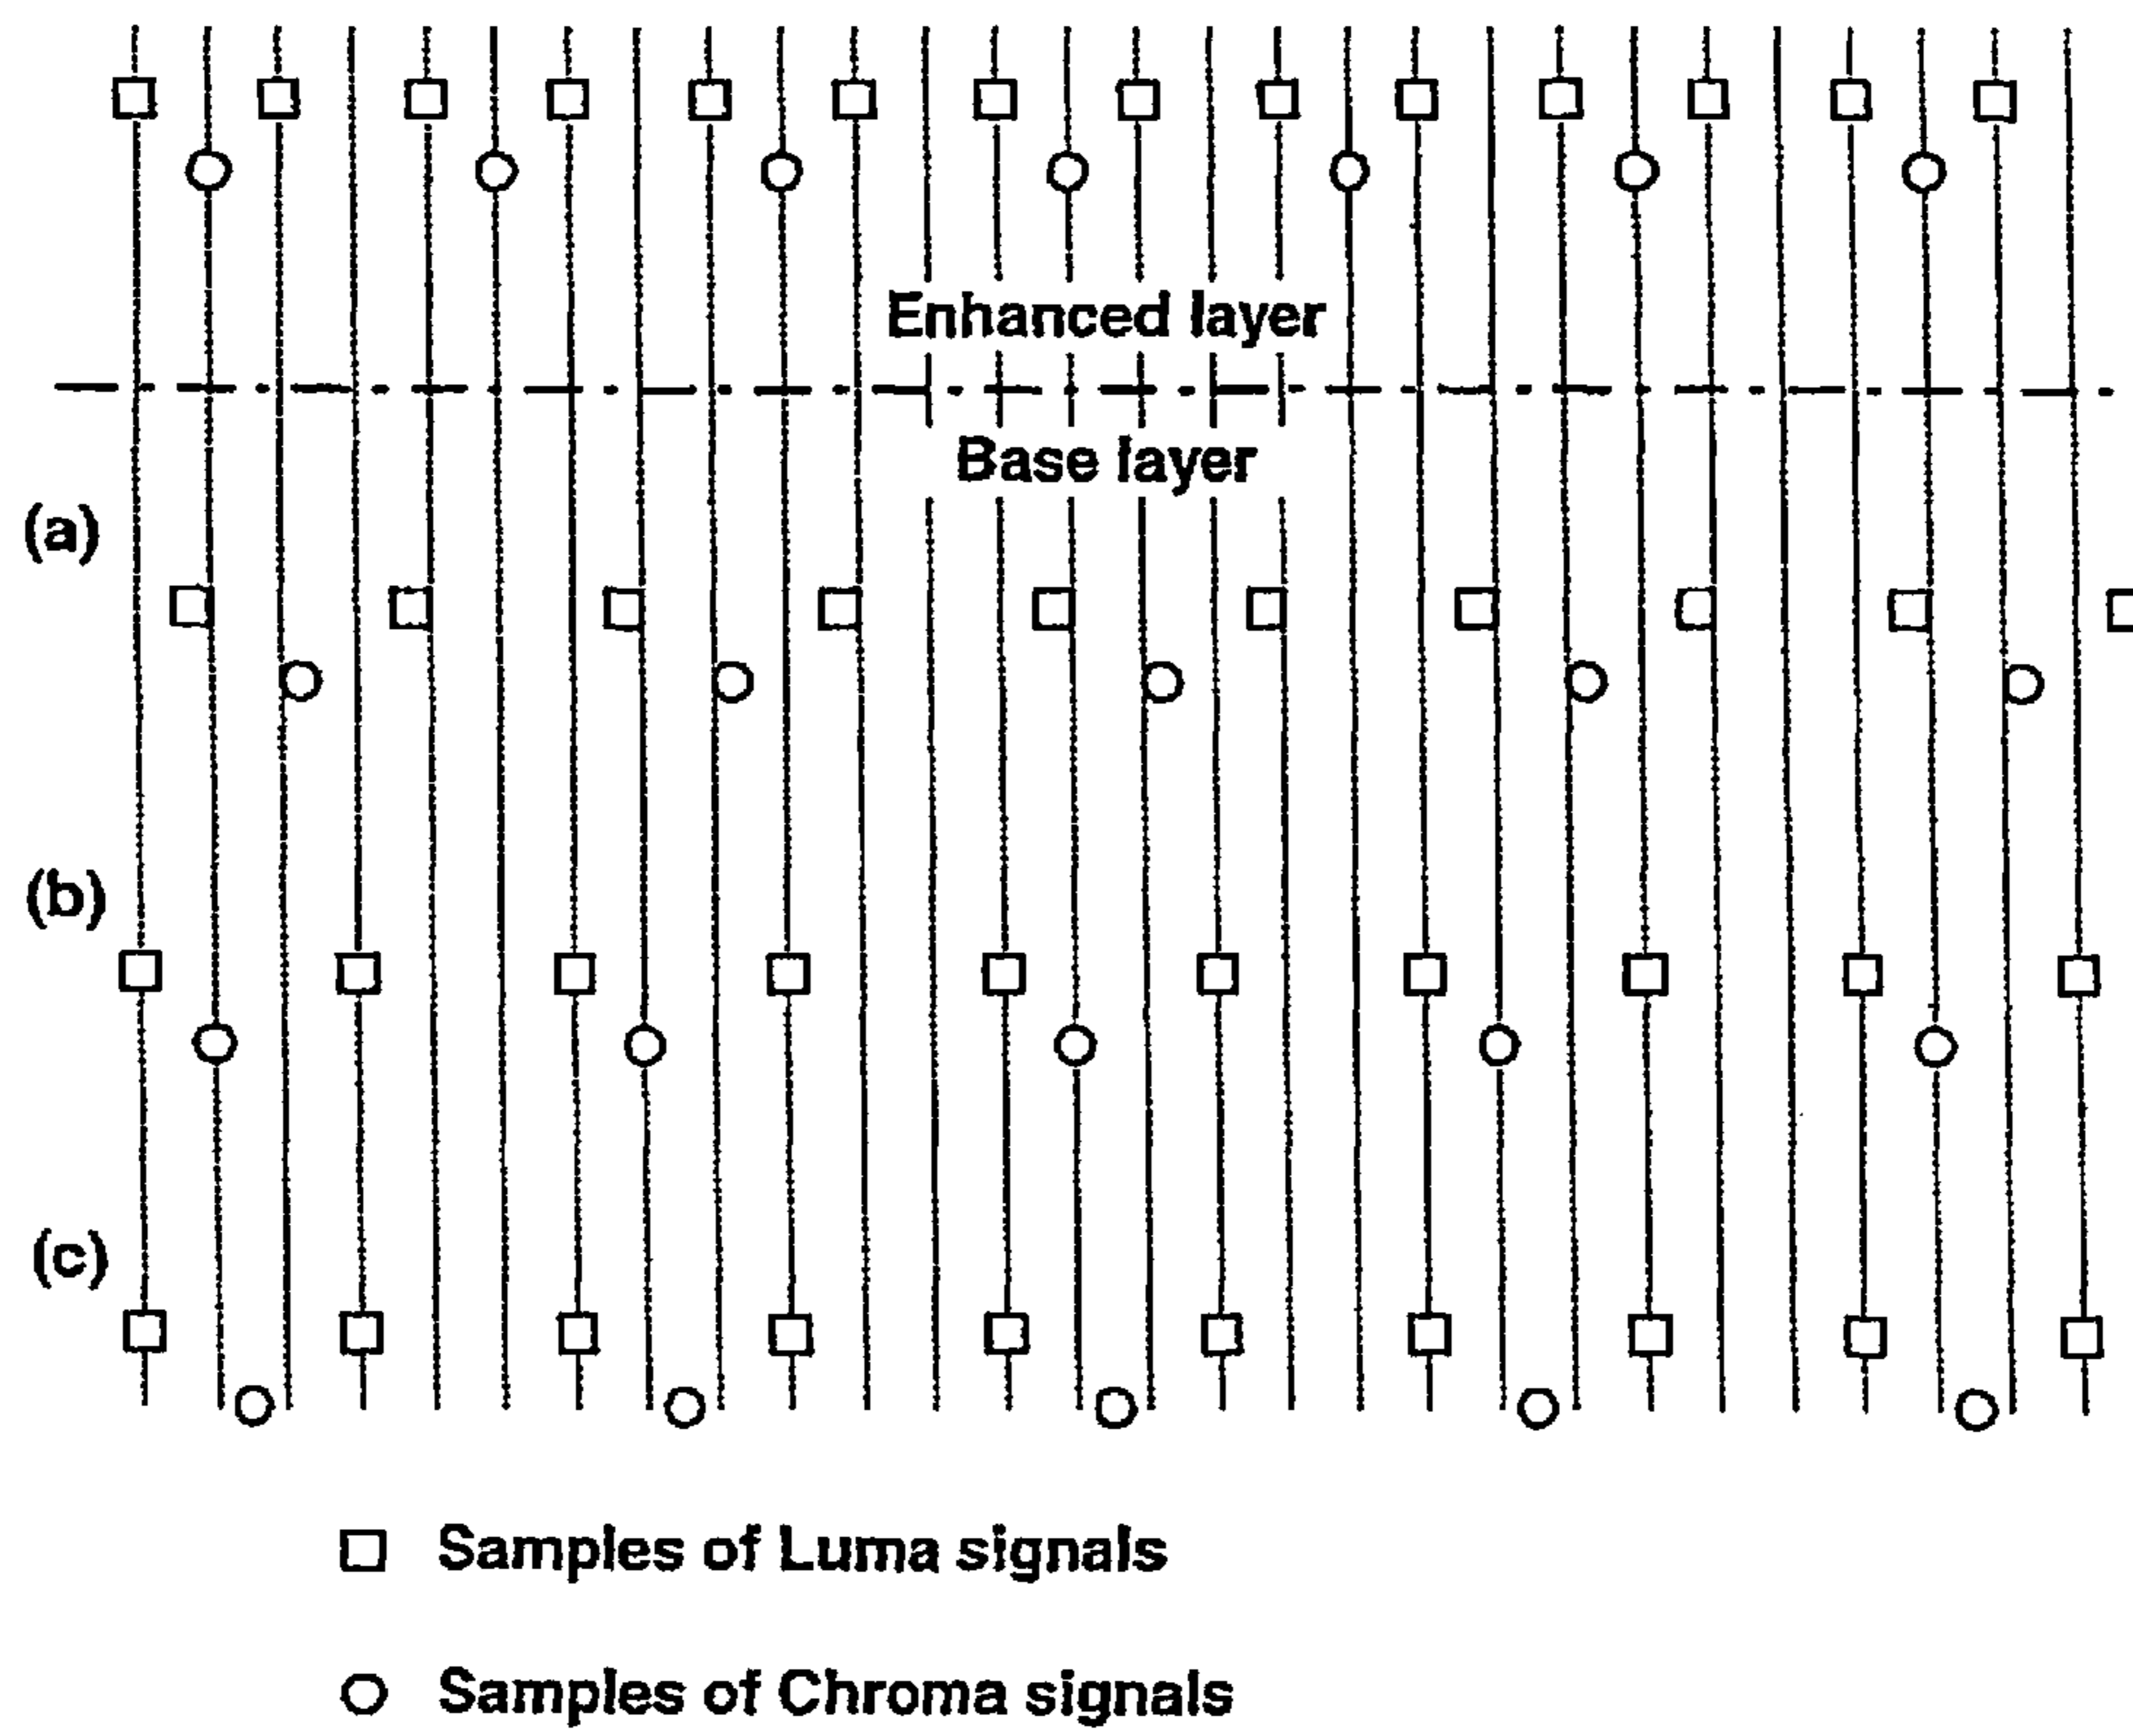 Enhanced layer
Base layer
(a)
(b)
(c)
Samples of Luma signals
Samples of Chroma signals